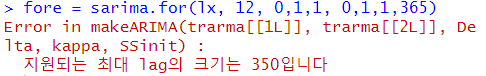 > fore = sarima.for(lx, 12, 0,1,1, 0,1,1,365)
Error in makeARIMA(trarma[[1L]], trarma[[2L]], De
lta, kappa, SSinit) :
  지원되는 최대 lag의 크기는 350입니다